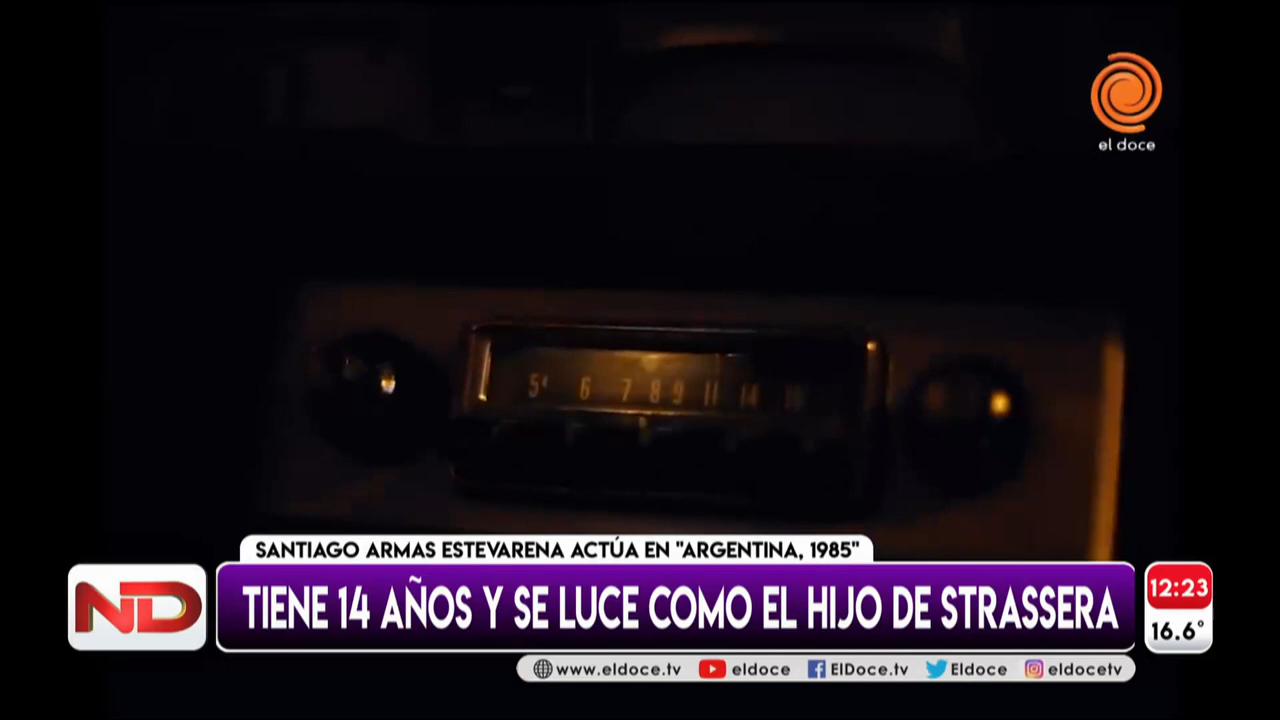 el doce
5
6
7
8
9
11
14
SANTIAGO ARMAS ESTEVARENA ACTÚA EN "ARGENTINA, 1985"
ND
TIENE 14 AÑOS Y SE LUCE COMO EL HIJO DE STRASSERA
12:23
16.6°
www.eldoce.tv eldoce ElDoce.tv Eldoce eldocetv